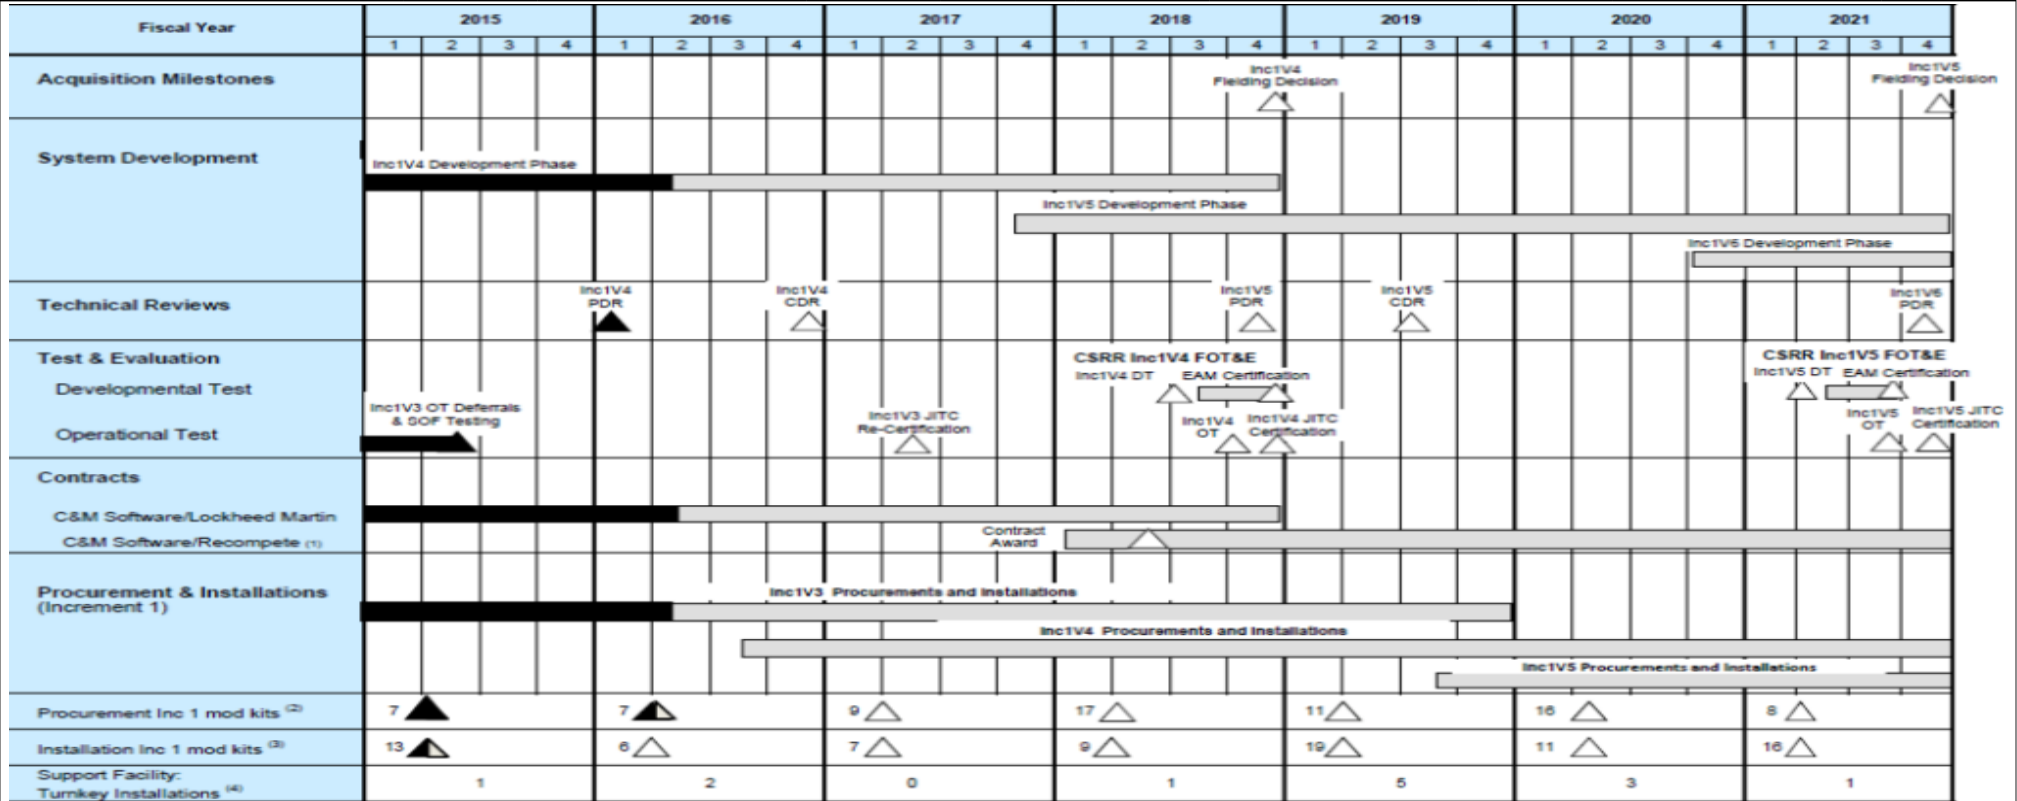 Fiscal Year 2015 2016 2017 2018 2019 2020 2021
1 2 3 4 1 2 3 4 1 2 3 4 1 2 3 4 1 2 3 4 1 2 3 4 1 2 3 4
Acquisition Milestones
Inc1V4
Fielding Decision
Inc1V5
Fielding Decision
System Development
Inc1V4 Development Phase
Inc1V5 Development Phase
Inc1V6 Development Phase
Technical Reviews
Inc1V4
PDR
Inc1V4
CDR
Inc1V5
PDR
Inc1V5
CDR
Inc1V6
PDR
Test & Evaluation
CSRR Inc1V4 FOT&E
CSRR Inc1V5 FOT&E
Developmental Test
Inc1V4 DT EAM Certification
Inc1V5 DT EAM Certification
Operational Test
Inc1V3 OT Deferrals
& SOF Testing
Inc1V3 JITC
Re-Certification
Inc1V4
OT
Inc1V4 JITC
Certification
Inc1V5
OT
Inc1V5 JITC
Certification
Contracts
C&M Software/Lockheed Martin
C&M Software/Recompete (1)
Contract
Award
Procurement & Installations
(Increment 1)
Inc1V3 Procurements and Installations
Inc1V4 Procurements and Installations
Inc1V5 Procurements and Installations
Procurement Inc 1 mod kits (2) 7 7 9 17 11 16 8
Installation Inc 1 mod kits (3) 13 6 7 9 19 11 16
Support Facility:
Turnkey Installations (4) 1 2 0 1 5 3 1